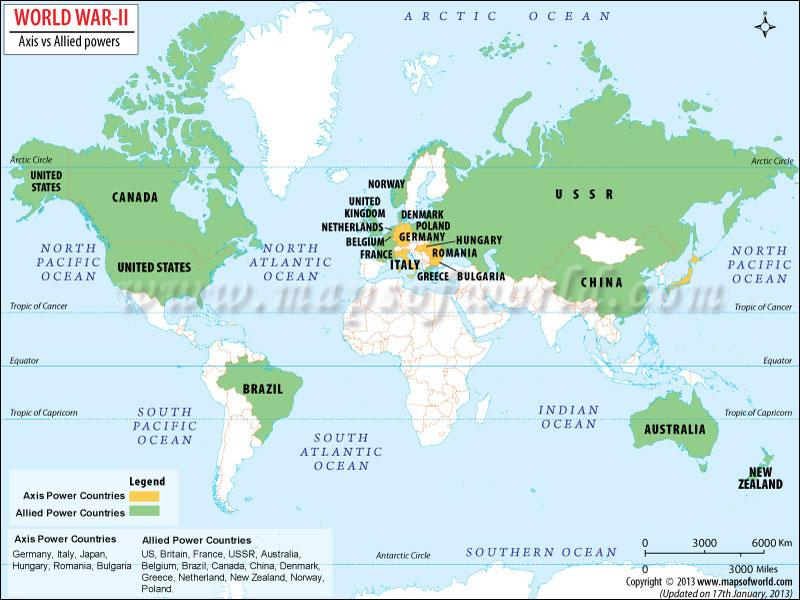 WORLD WAR-II
Axis vs Allied powers
N
ARCTIC OCEAN
Arctic Circle
Arctic Circle
UNITED
STATES
CANADA
NORWAY
USSR
UNITED
KINGDOM
DENMARK
NETHERLANDS
POLAND
GERMANY
BELGIUM
HUNGARY
FRANCE
ROMANIA
ITALY
GREECE
BULGARIA
NORTH
PACIFIC
OCEAN
UNITED STATES
NORTH
ATLANTIC
OCEAN
CHINA
NORTH
PACIFIC
OCEAN
www.mapsofworld.com
Tropic of Cancer
Tropic of Cancer
Equator
Equator
BRAZIL
Tropic of Capricorn
Tropic of Capricorn
SOUTH
PACIFIC
OCEAN
SOUTH
ATLANTIC
OCEAN
INDIAN
OCEAN
AUSTRALIA
NEW
ZEALAND
Legend
Axis Power Countries
Allied Power Countries
Axis Power Countries
Germany, Italy, Japan,
Hungary, Romania, Bulgaria
Allied Power Countries
US, Britain, France, USSR, Australia,
Belgium, Brazil, Canada, China, Denmark,
Greece, Netherland, New Zealand, Norway,
Poland.
Antarctic Circle
SOUTHERN OCEAN
0 3000 6000 Km
0 3000 Miles
Copyright © 2013 www.mapsofworld.com
(Updated on 17th January, 2013)